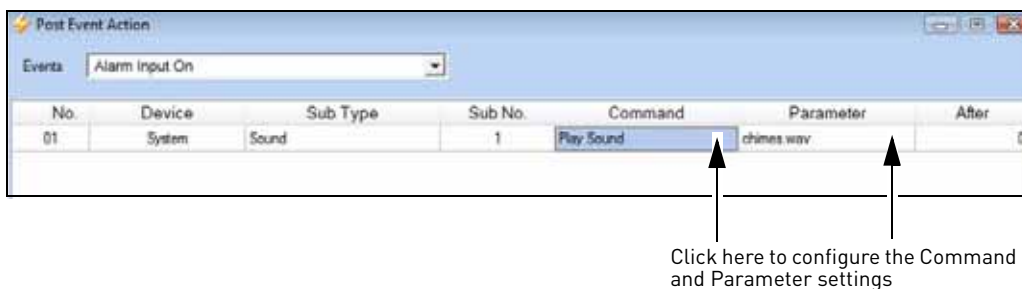 Post Event Action
Events Alarm Input On
No. Device Sub Type Sub No. Command Parameter After
01 System Sound 1 Play Sound chimes.wav
Click here to configure the Command
and Parameter settings